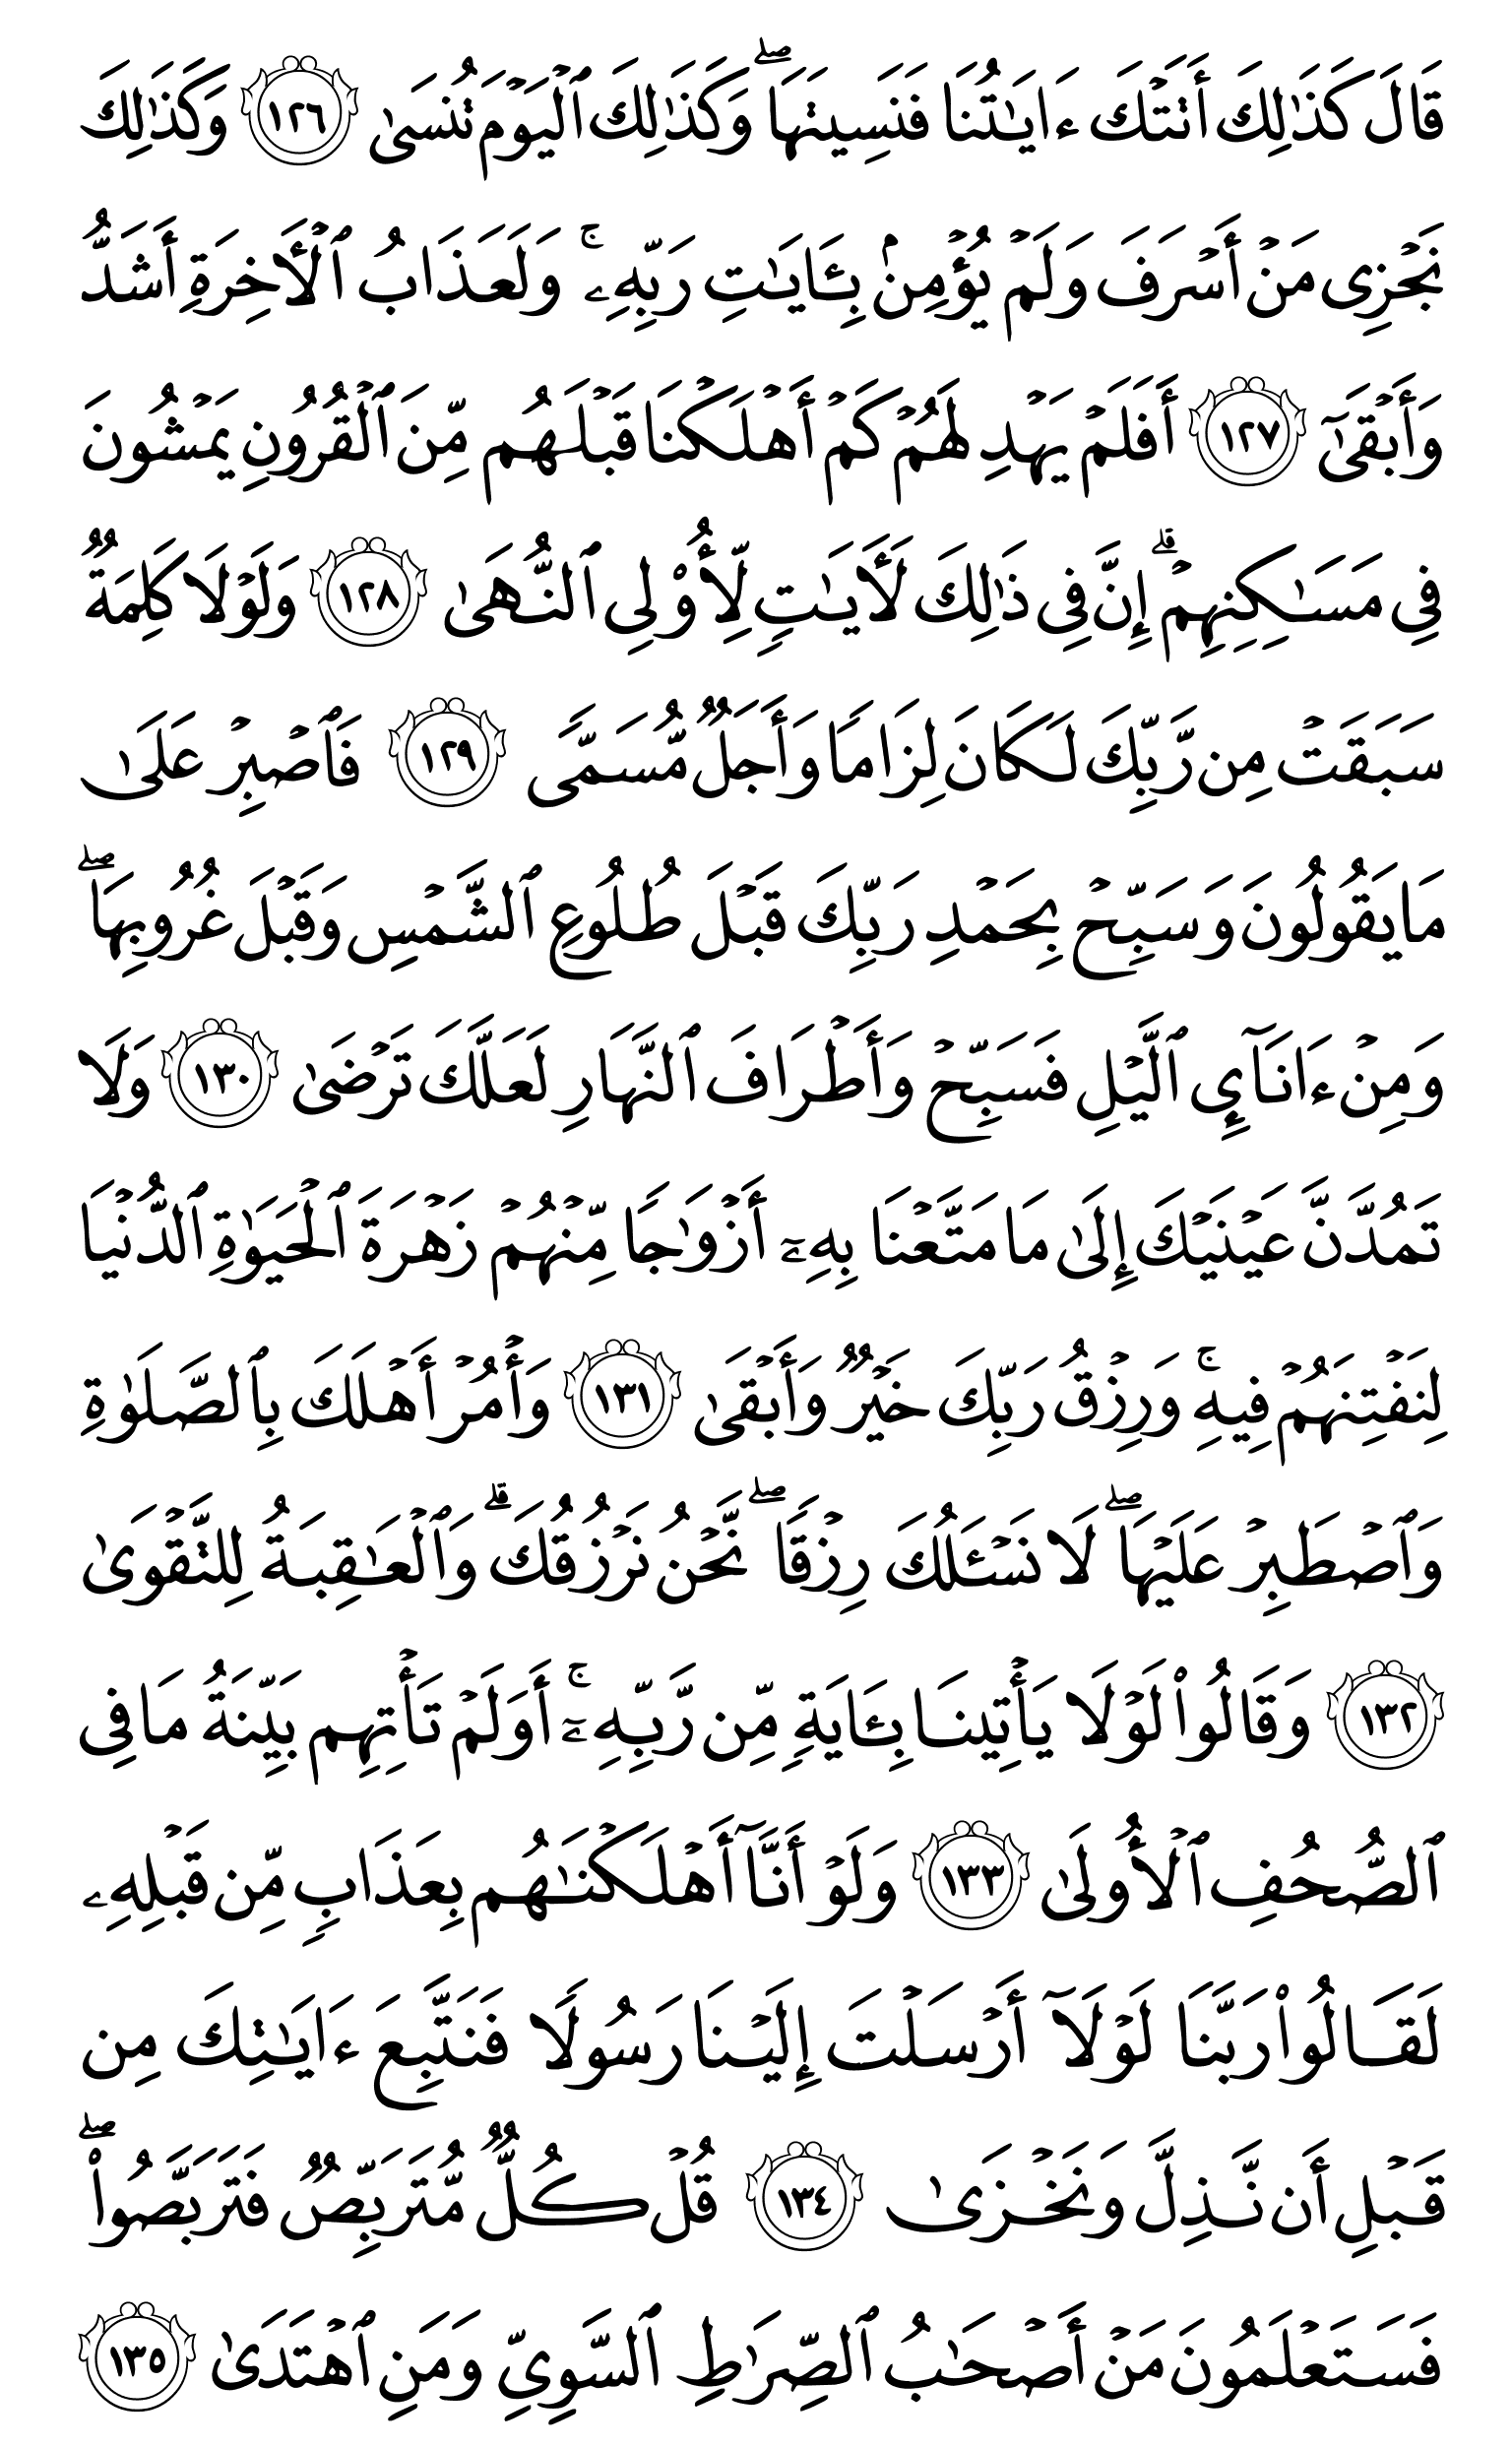 قَالَ كَذَٰلِكَ أَتَتۡكَ ءَايَٰتُنَا فَنَسِيتَهَاۖ وَكَذَٰلِكَ ٱلۡيَوۡمَ تُنسَىٰ ١٢٦ وَكَذَٰلِكَ
نَجۡزِي مَنۡ أَسۡرَفَ وَلَمۡ يُؤۡمِنۢ بِـَٔايَٰتِ رَبِّهِۦۚ وَلَعَذَابُ ٱلۡأٓخِرَةِ أَشَدُّ
وَأَبۡقَىٰٓ ١٢٧ أَفَلَمۡ يَهۡدِ لَهُمۡ كَمۡ أَهۡلَكۡنَا قَبۡلَهُم مِّنَ ٱلۡقُرُونِ يَمۡشُونَ
فِي مَسَٰكِنِهِمۡۚ إِنَّ فِي ذَٰلِكَ لَأٓيَٰتٖ لِّأُوْلِي ٱلنُّهَىٰ ١٢٨ وَلَوۡلَا كَلِمَةٞ
سَبَقَتۡ مِن رَّبِّكَ لَكَانَ لِزَامٗا وَأَجَلٞ مُّسَمّٗى ١٢٩ فَٱصۡبِرۡ عَلَىٰ
مَا يَقُولُونَ وَسَبِّحۡ بِحَمۡدِ رَبِّكَ قَبۡلَ طُلُوعِ ٱلشَّمۡسِ وَقَبۡلَ غُرُوبِهَاۖ
وَمِنۡ ءَانَآيِٕ ٱلَّيۡلِ فَسَبِّحۡ وَأَطۡرَافَ ٱلنَّهَارِ لَعَلَّكَ تَرۡضَىٰ ١٣٠ وَلَا
تَمُدَّنَّ عَيۡنَيۡكَ إِلَىٰ مَا مَتَّعۡنَا بِهِۦٓ أَزۡوَٰجٗا مِّنۡهُمۡ زَهۡرَةَ ٱلۡحَيَوٰةِ ٱلدُّنۡيَا
لِنَفۡتِنَهُمۡ فِيهِۚ وَرِزۡقُ رَبِّكَ خَيۡرٞ وَأَبۡقَىٰ ١٣١ وَأۡمُرۡ أَهۡلَكَ بِٱلصَّلَوٰةِ
وَٱصۡطَبِرۡ عَلَيۡهَاۖ لَا نَسۡـَٔلُكَ رِزۡقٗاۖ نَّحۡنُ نَرۡزُقُكَۗ وَٱلۡعَٰقِبَةُ لِلتَّقۡوَىٰ
١٣٢ وَقَالُواْ لَوۡلَا يَأۡتِينَا بِـَٔايَةٖ مِّن رَّبِّهِۦٓۚ أَوَلَمۡ تَأۡتِهِم بَيِّنَةُ مَا فِي
ٱلصُّحُفِ ٱلۡأُولَىٰ ١٣٣ وَلَوۡ أَنَّآ أَهۡلَكۡنَٰهُم بِعَذَابٖ مِّن قَبۡلِهِۦ
لَقَالُواْ رَبَّنَا لَوۡلَآ أَرۡسَلۡتَ إِلَيۡنَا رَسُولٗا فَنَتَّبِعَ ءَايَٰتِكَ مِن
قَبۡلِ أَن نَّذِلَّ وَنَخۡزَىٰ ١٣٤ قُلۡ كُلّٞ مُّتَرَبِّصٞ فَتَرَبَّصُواْۖ
فَسَتَعۡلَمُونَ مَنۡ أَصۡحَٰبُ ٱلصِّرَٰطِ ٱلسَّوِيِّ وَمَنِ ٱهۡتَدَىٰ ١٣٥